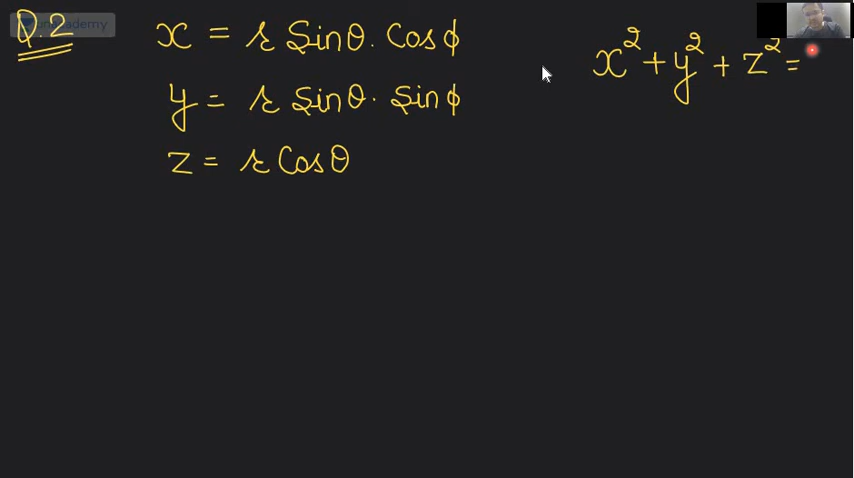 Q.2
x = r Sinθ. Cosϕ
x² + y² + z² =
y = r Sinθ. Sinϕ
z = r Cosθ